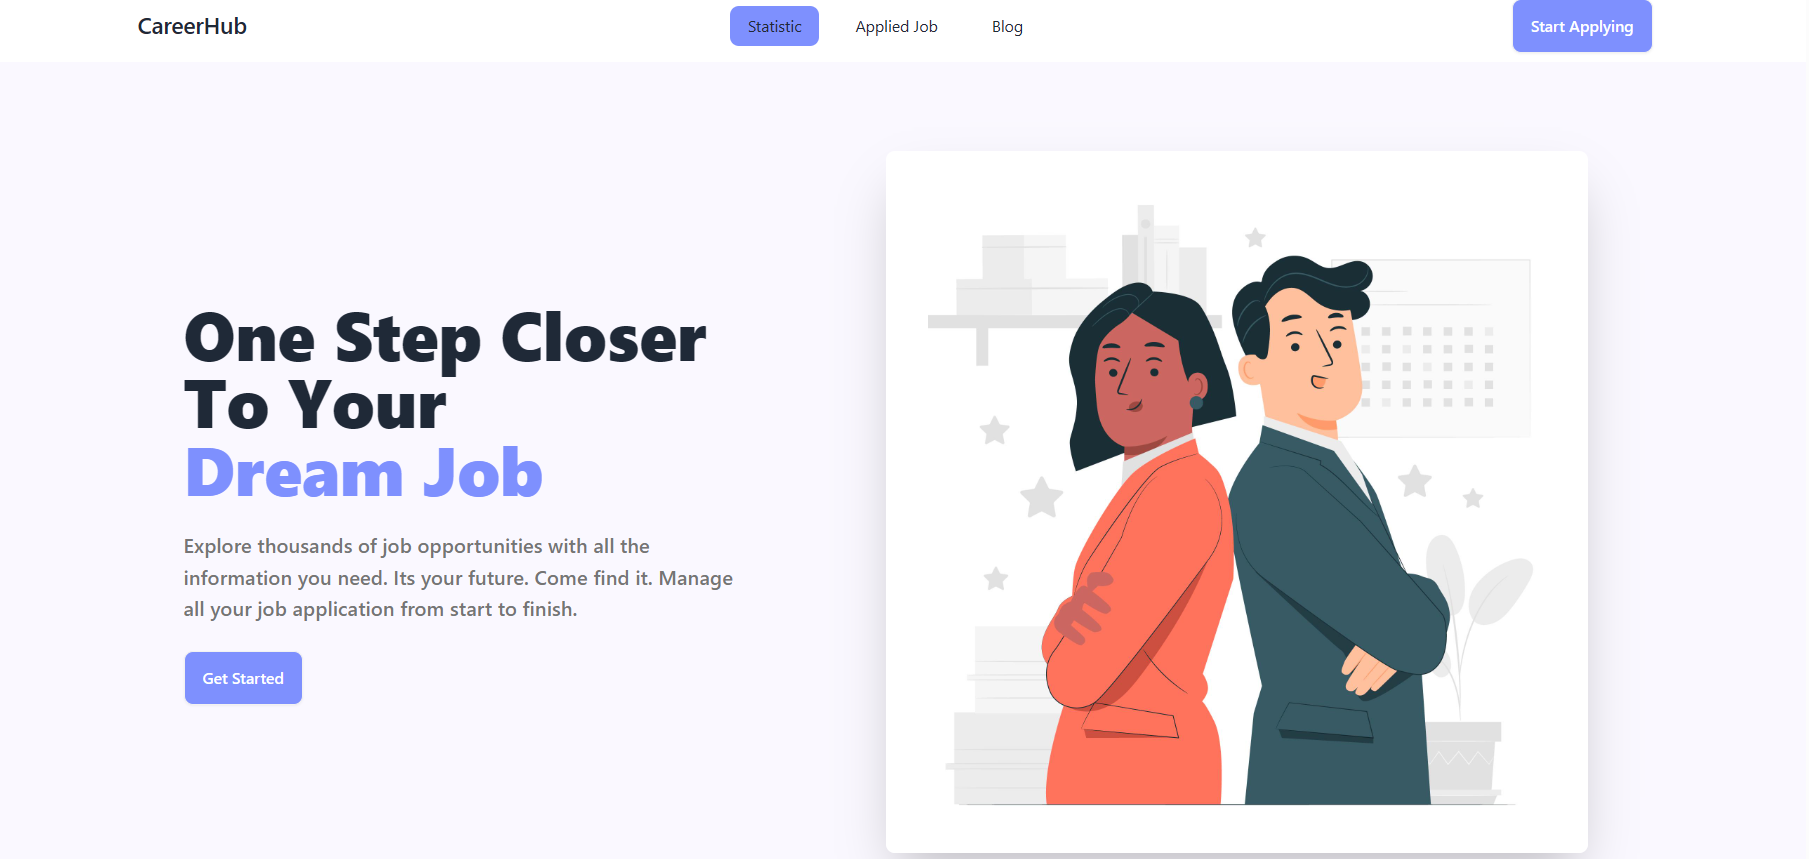 CareerHub
Statistic
Applied Job
Blog
Start Applying
One Step Closer
To Your
Dream Job
Explore thousands of job opportunities with all the
information you need. Its your future. Come find it. Manage
all your job application from start to finish.
Get Started